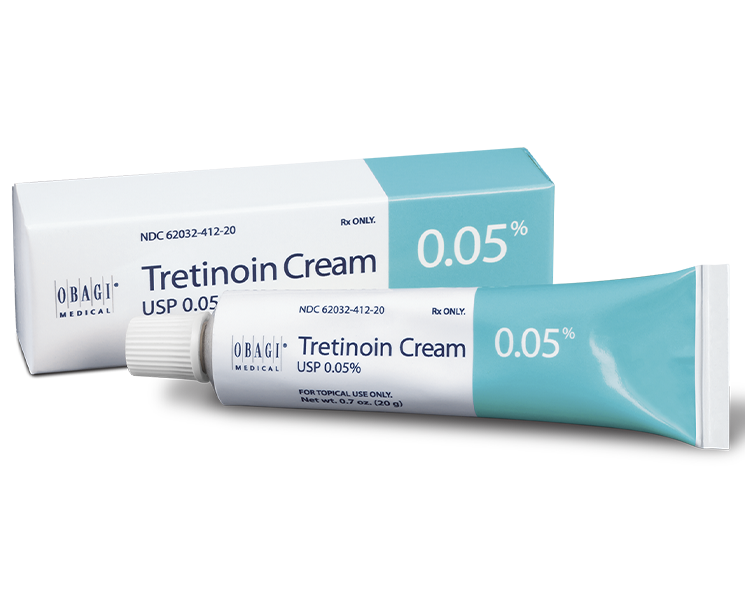 NDC 62032-412-20
Rx ONLY.
Tretinoin Cream
USP 0.05
0.05%
OBAGI®
MEDICAL
NDC 62032-412-20
Rx ONLY.
OBAGI®
MEDICAL
Tretinoin Cream
USP 0.05%
0.05%
FOR TOPICAL USE ONLY.
Net wt. 0.7 oz. (20 g)